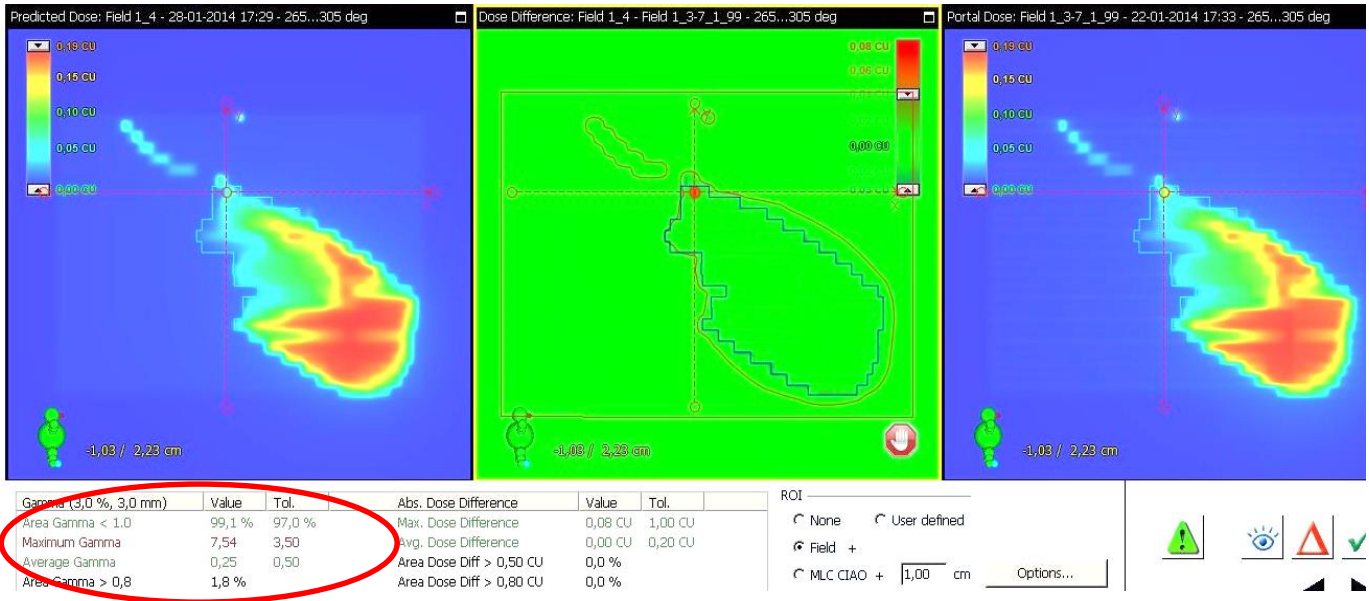 Predicted Dose: Field 1_4 - 28-01-2014 17:29 - 265...305 deg
Dose Difference: Field 1_4 - Field 1_3-7_1_99 - 265...305 deg
Portal Dose: Field 1_3-7_1_99 - 22-01-2014 17:33 - 265...305 deg
0,19 CU
0,15 CU
0,10 CU
0,05 CU
0,00 CU
-1,03 / 2,23 cm
0,08 CU
0,06 CU
0,00 CU
-1,03 / 2,23 cm
0,19 CU
0,15 CU
0,10 CU
0,05 CU
0,00 CU
-1,03 / 2,23 cm
Gamma (3,0 %, 3,0 mm) Value Tol.
Area Gamma < 1.0 99,1 % 97,0 %
Maximum Gamma 7,54 3,50
Average Gamma 0,25 0,50
Area Gamma > 0,8 1,8 %
Abs. Dose Difference Value Tol.
Max. Dose Difference 0,08 CU 1,00 CU
Avg. Dose Difference 0,00 CU 0,20 CU
Area Dose Diff > 0,50 CU 0,0 %
Area Dose Diff > 0,80 CU 0,0 %
ROI
None User defined
Field +
MLC CIAO + 1,00 cm
Options...